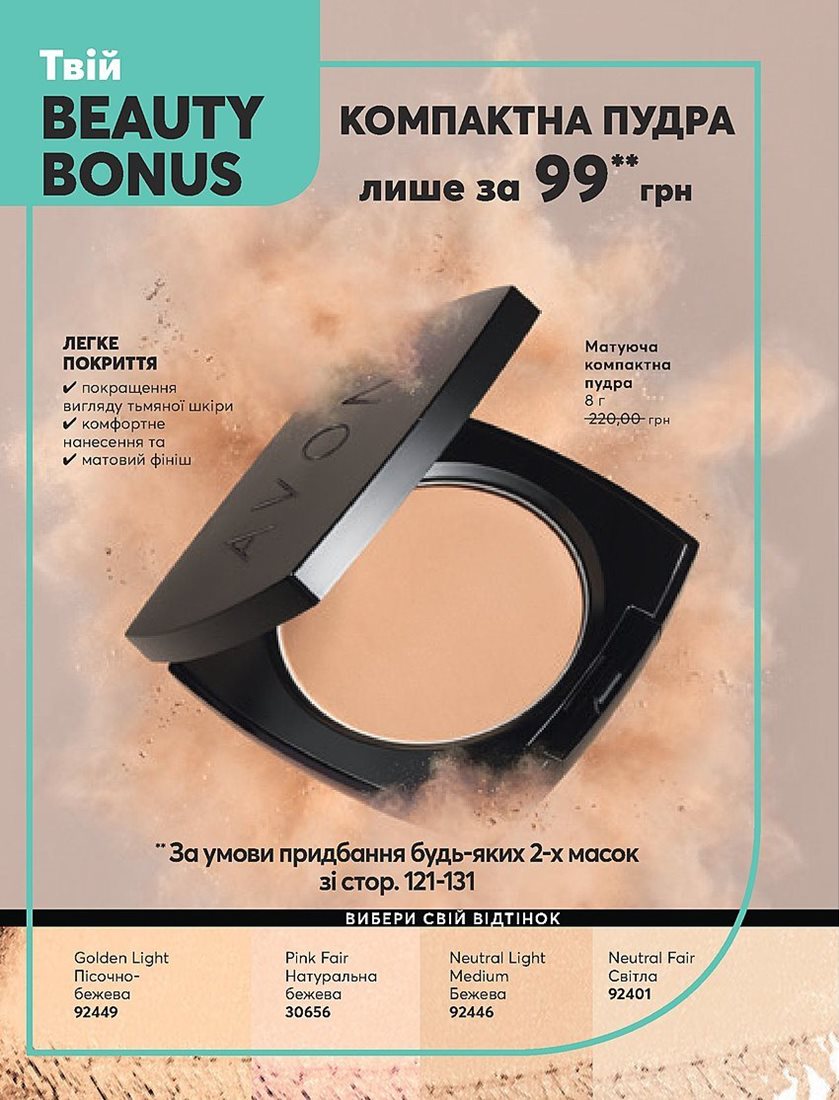 Твій
BEAUTY
BONUS
КОМПАКТНА ПУДРА
лише за 99** грн
ЛЕГКЕ
ПОКРИТТЯ
✔ покращення
вигляду тьмяної шкіри
✔ комфортне
нанесення та
✔ матовий фініш
Матуюча
компактна
пудра
8 г
220,00 грн
AVON
** За умови придбання будь-яких 2-х масок
зі стор. 121-131
ВИБЕРИ СВІЙ ВІДТІНОК
Golden Light
Пісочно-
бежева
92449
Pink Fair
Натуральна
бежева
30656
Neutral Light
Medium
Бежева
92446
Neutral Fair
Світла
92401